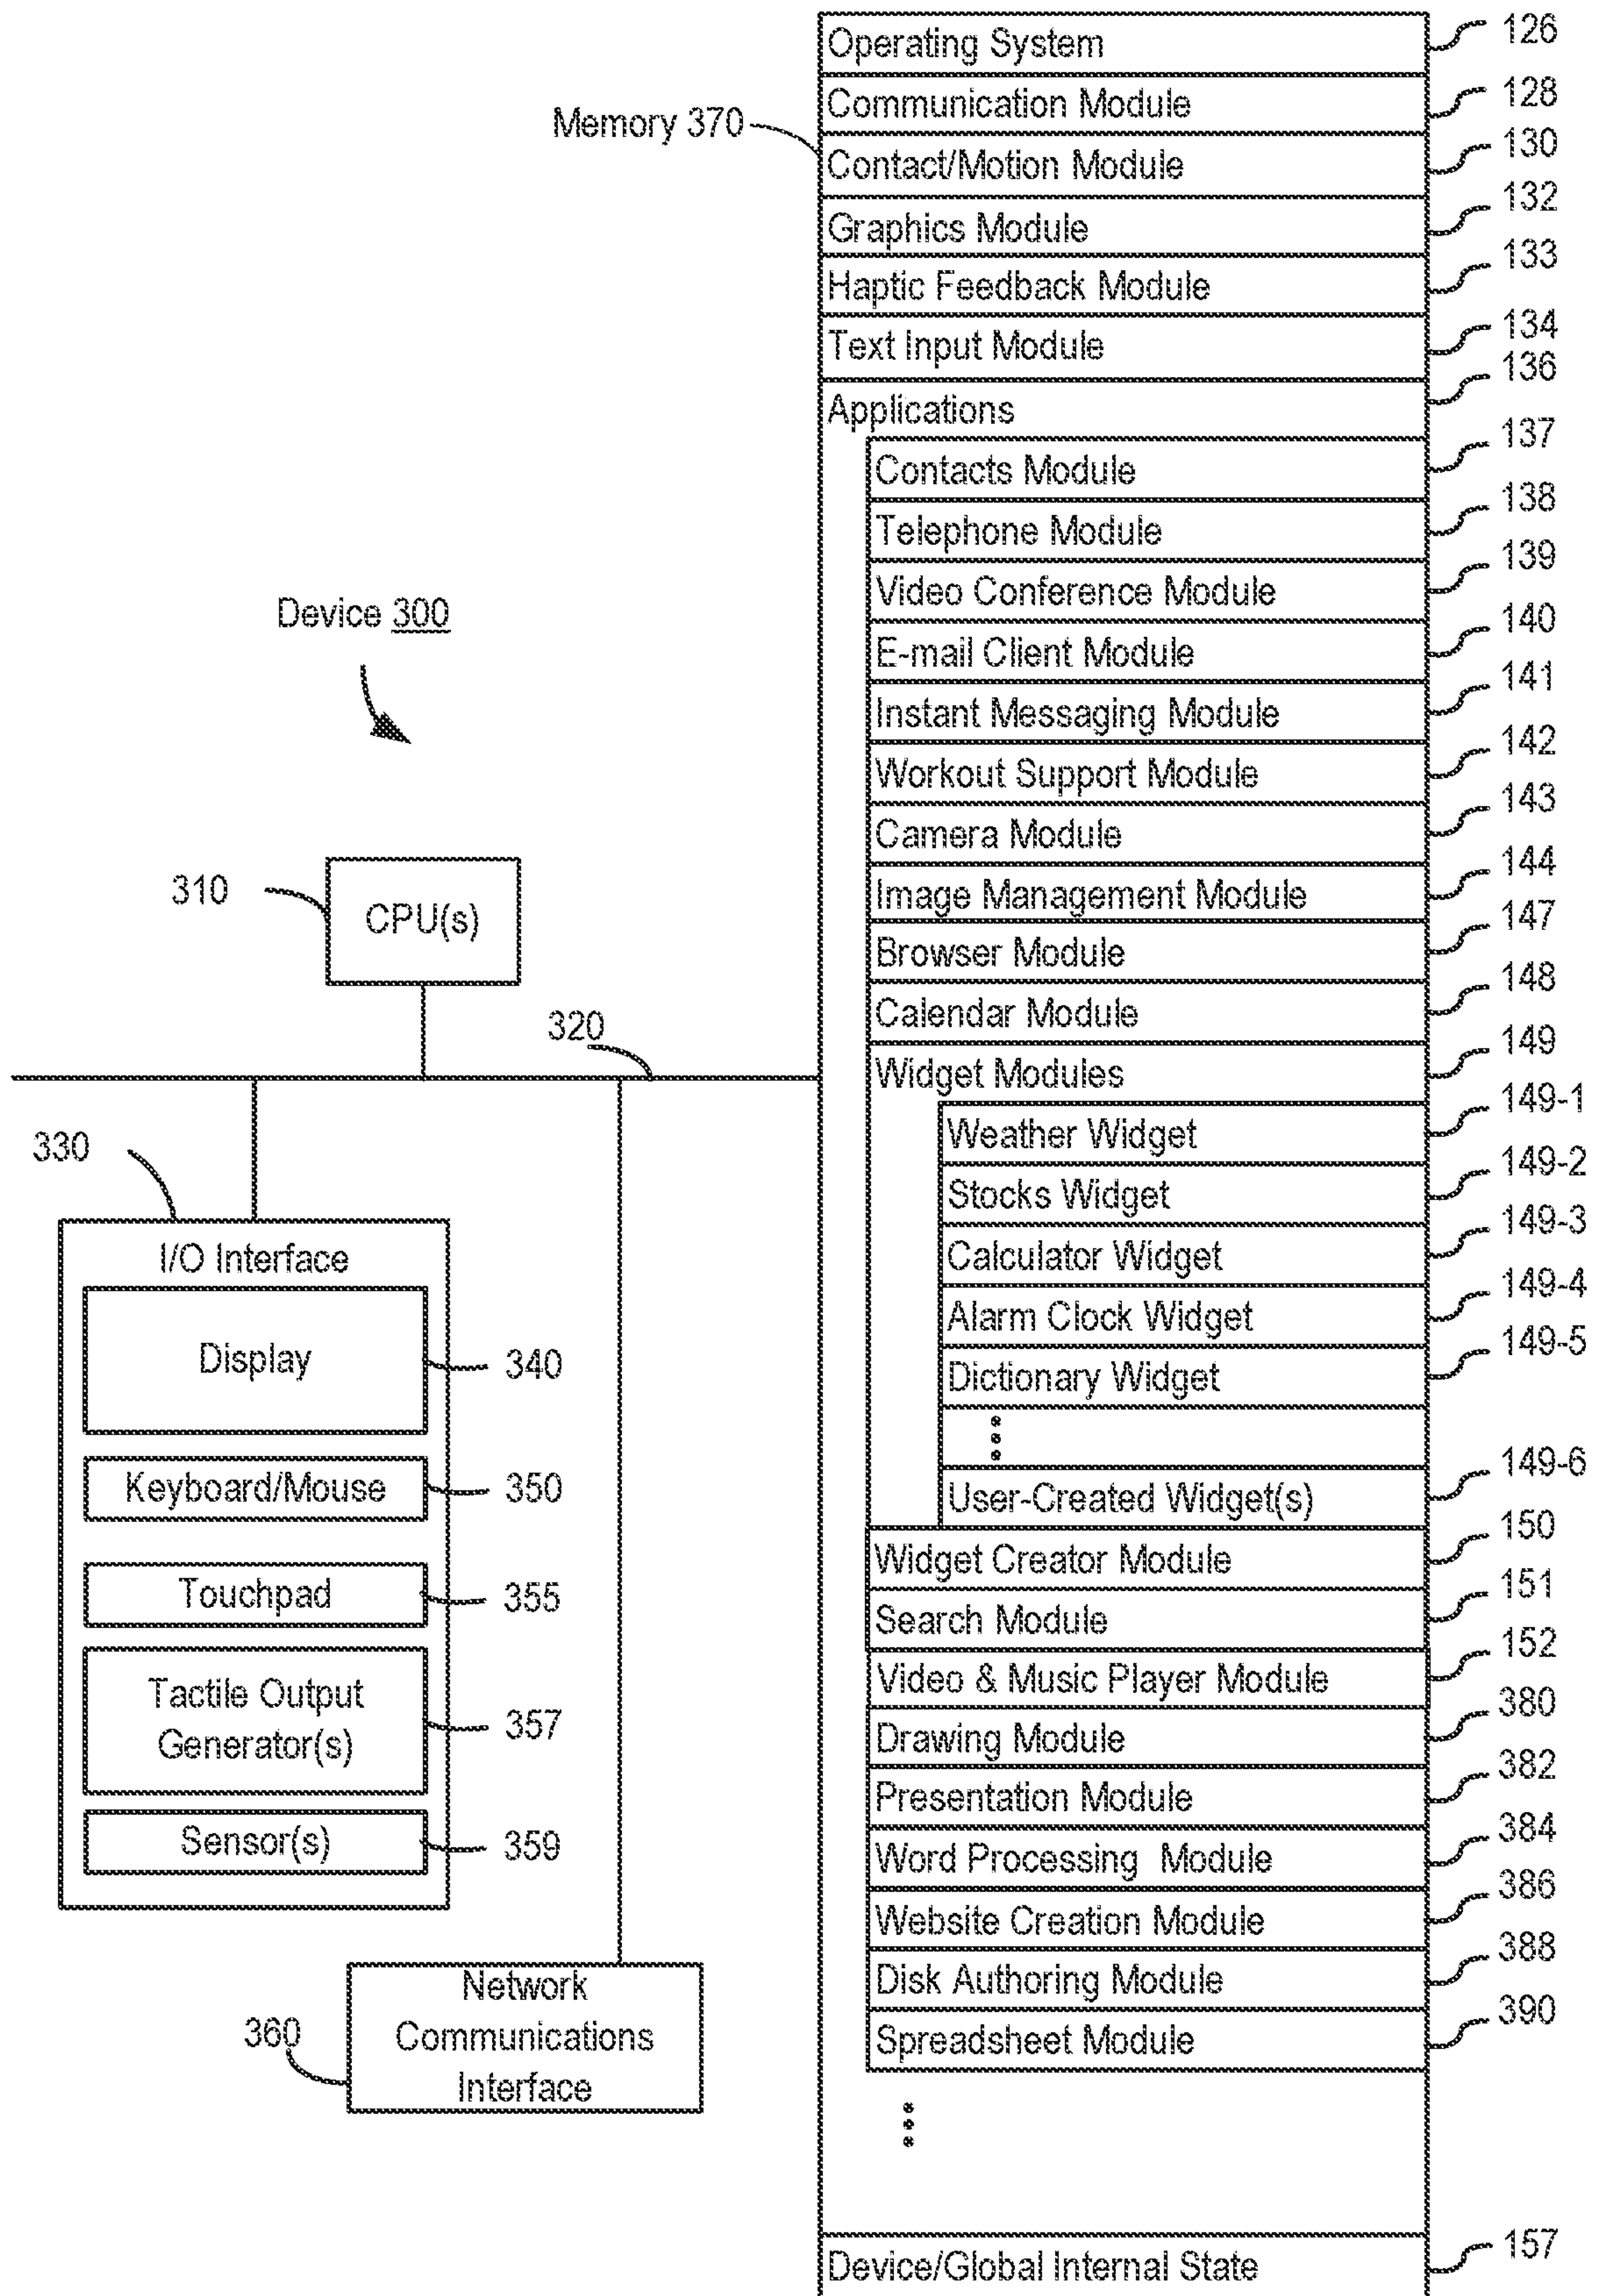 Operating System 126
Communication Module 128
Memory 370
Contact/Motion Module 130
Graphics Module 132
Haptic Feedback Module 133
Text Input Module 134
Applications 136
Contacts Module 137
Telephone Module 138
Video Conference Module 139
E-mail Client Module 140
Instant Messaging Module 141
Workout Support Module 142
Camera Module 143
Image Management Module 144
Browser Module 147
Calendar Module 148
Widget Modules 149
Weather Widget 149-1
Stocks Widget 149-2
Calculator Widget 149-3
Alarm Clock Widget 149-4
Dictionary Widget 149-5
User-Created Widget(s) 149-6
Widget Creator Module 150
Search Module 151
Video & Music Player Module 152
Drawing Module 380
Presentation Module 382
Word Processing Module 384
Website Creation Module 386
Disk Authoring Module 388
Spreadsheet Module 390
Device/Global Internal State 157
Device 300
310
CPU(s)
320
330
I/O Interface
Display 340
Keyboard/Mouse 350
Touchpad 355
Tactile Output
Generator(s) 357
Sensor(s) 359
360
Network
Communications
Interface